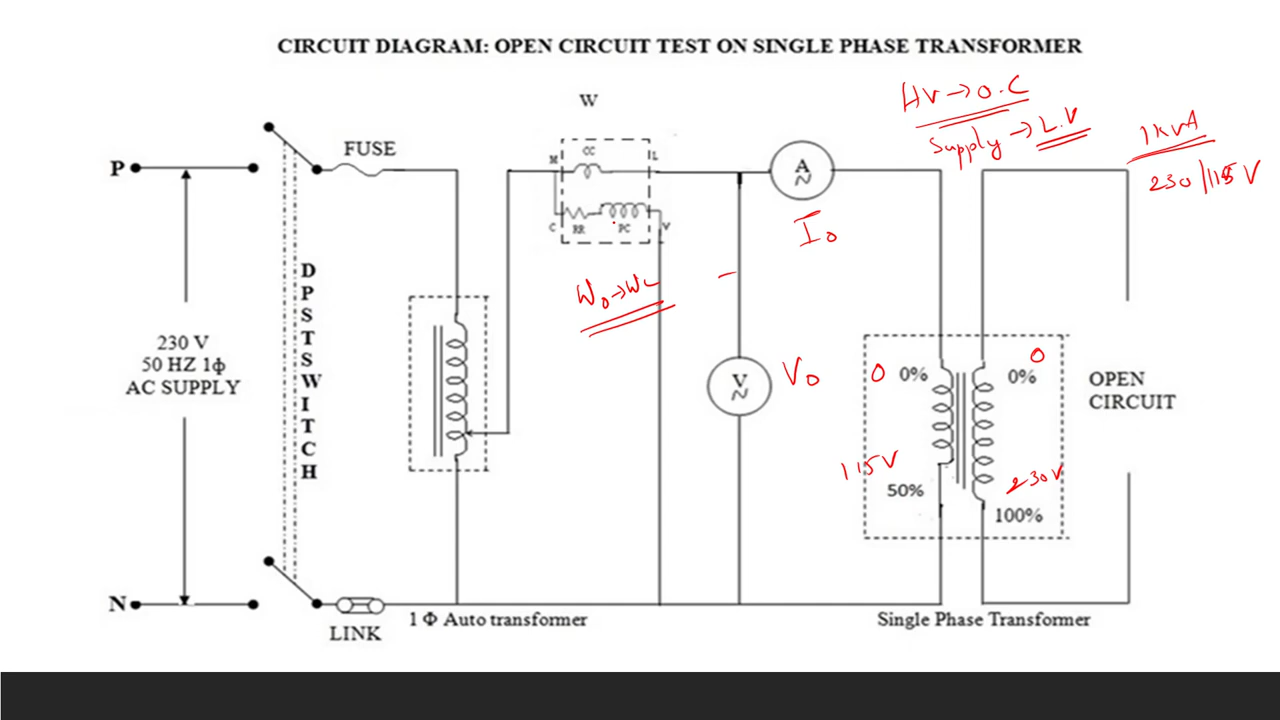 CIRCUIT DIAGRAM: OPEN CIRCUIT TEST ON SINGLE PHASE TRANSFORMER
HV→O.C
Supply→L.V
1KVA
230/115V
W
FUSE
M
CC
L
A
P
C
RR
PC
V
I0
W0→Wc
DPSTSWITCH
230 V
50 HZ 1ϕ
AC SUPPLY
V
V0
0
0%
0
0%
OPEN
CIRCUIT
115V
50%
230V
100%
N
LINK
1 Φ Auto transformer
Single Phase Transformer